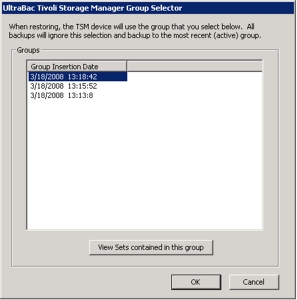 UltraBac Tivoli Storage Manager Group Selector
When restoring, the TSM device will use the group that you select below. All
backups will ignore this selection and backup to the most recent (active) group.
Groups
Group Insertion Date
3/18/2008 13:18:42
3/18/2008 13:15:52
3/18/2008 13:13:8
View Sets contained in this group
OK Cancel